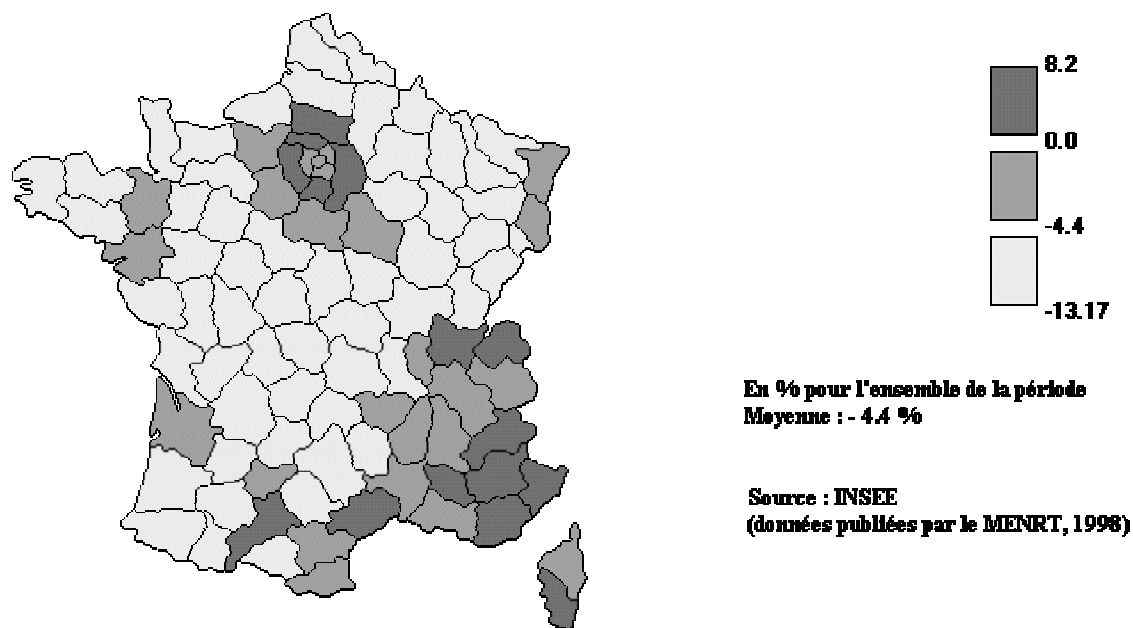 8.2
0.0
-4.4
-13.17
En % pour l'ensemble de la période
Moyenne : - 4.4 %
Source : INSEE
(données publiées par le MENRT, 1998)